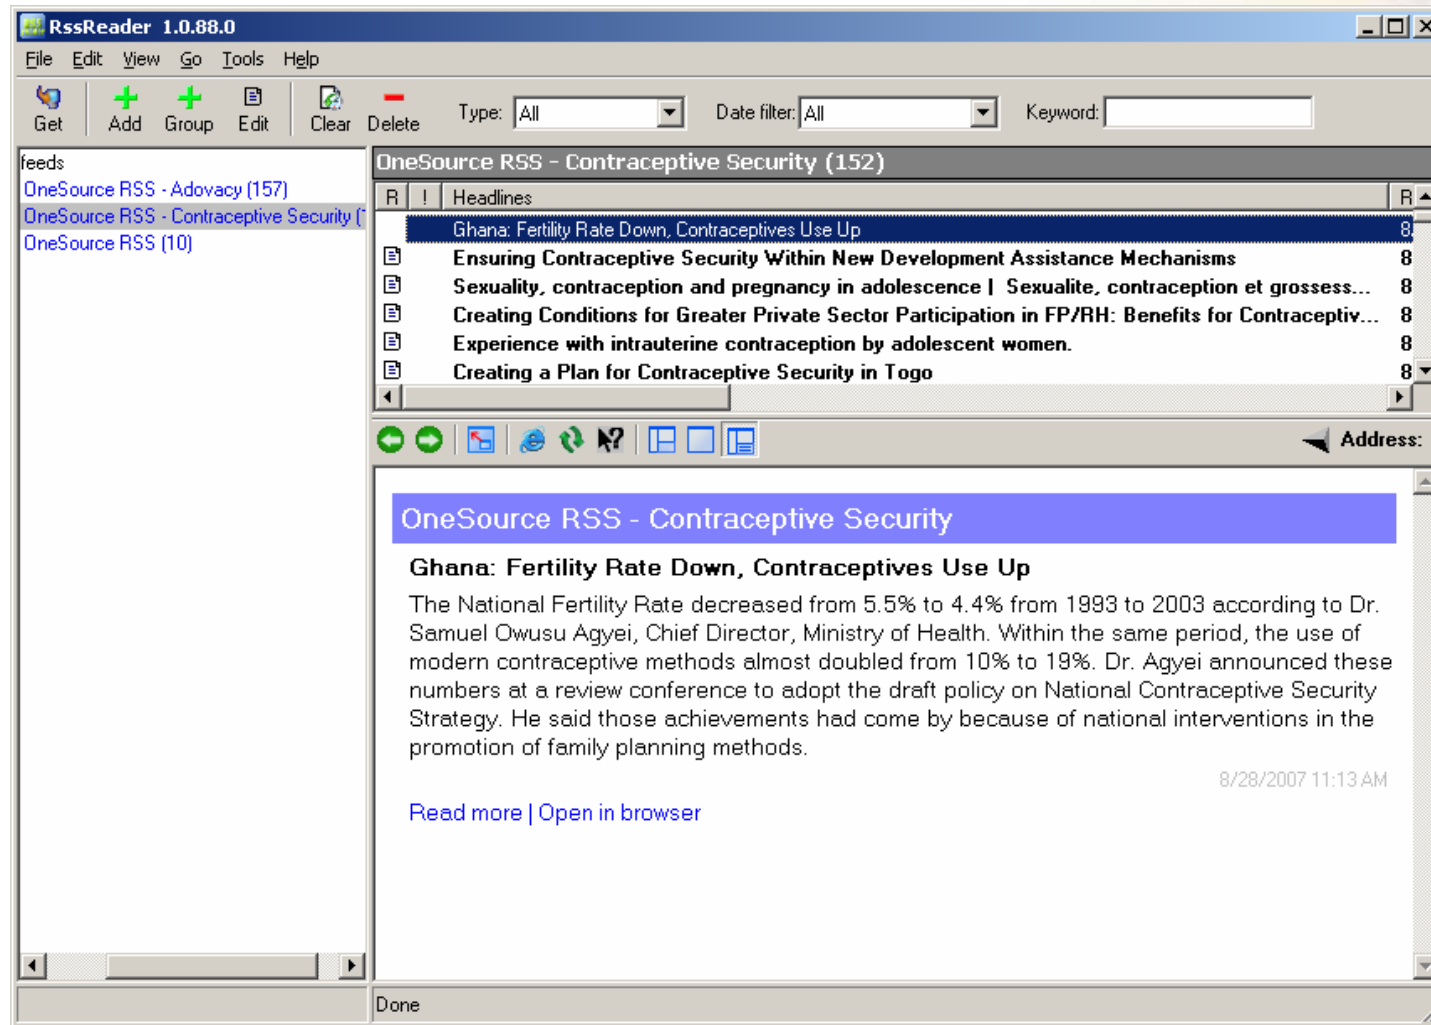 RssReader 1.0.88.0
File Edit View Go Tools Help
Get Add Group Edit Clear Delete Type: All Date filter: All Keyword:
feeds
OneSource RSS - Adovacy (157)
OneSource RSS - Contraceptive Security (
OneSource RSS (10)
OneSource RSS - Contraceptive Security (152)
R ! Headlines R
Ghana: Fertility Rate Down, Contraceptives Use Up 8
Ensuring Contraceptive Security Within New Development Assistance Mechanisms 8
Sexuality, contraception and pregnancy in adolescence | Sexualite, contraception et grossess... 8
Creating Conditions for Greater Private Sector Participation in FP/RH: Benefits for Contraceptiv... 8
Experience with intrauterine contraception by adolescent women. 8
Creating a Plan for Contraceptive Security in Togo 8
Address:
OneSource RSS - Contraceptive Security
Ghana: Fertility Rate Down, Contraceptives Use Up
The National Fertility Rate decreased from 5.5% to 4.4% from 1993 to 2003 according to Dr.
Samuel Owusu Agyei, Chief Director, Ministry of Health. Within the same period, the use of
modern contraceptive methods almost doubled from 10% to 19%. Dr. Agyei announced these
numbers at a review conference to adopt the draft policy on National Contraceptive Security
Strategy. He said those achievements had come by because of national interventions in the
promotion of family planning methods.
8/28/2007 11:13 AM
Read more | Open in browser
Done